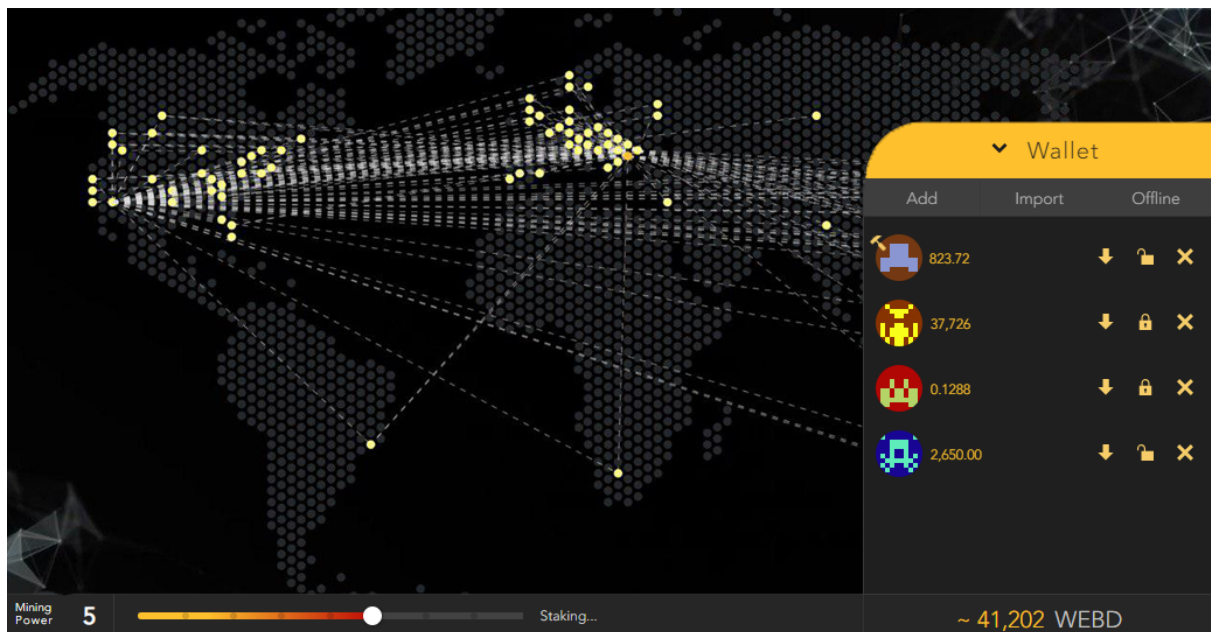 Wallet
Add Import Offline
823.72
37,726
0.1288
2,650.00
Mining
Power 5 Staking...
~ 41,202 WEBD